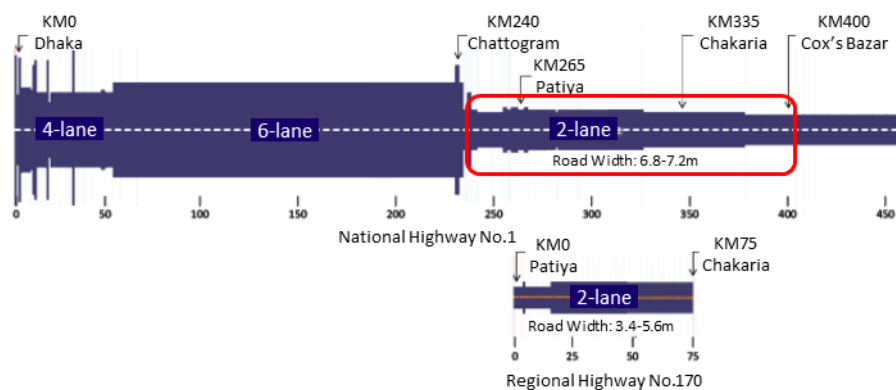 KM0
Dhaka
KM240
Chattogram
KM335
Chakaria
KM400
Cox's Bazar
KM265
Patiya
4-lane
6-lane
2-lane
Road Width: 6.8-7.2m
0 50 100 150 200 250 300 350 400 450
National Highway No.1
KM0
Patiya
KM75
Chakaria
2-lane
Road Width: 3.4-5.6m
0 25 50 75
Regional Highway No.170